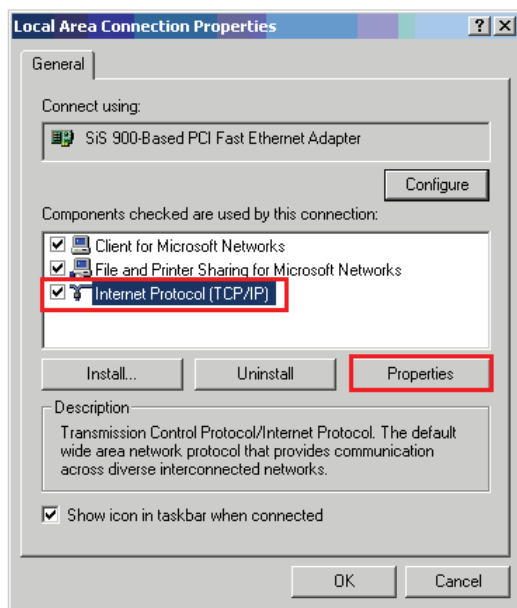 Local Area Connection Properties
General
Connect using:
SiS 900-Based PCI Fast Ethernet Adapter
Configure
Components checked are used by this connection:
Client for Microsoft Networks
File and Printer Sharing for Microsoft Networks
Internet Protocol (TCP/IP)
Install... Uninstall Properties
Description
Transmission Control Protocol/Internet Protocol. The default
wide area network protocol that provides communication
across diverse interconnected networks.
Show icon in taskbar when connected
OK Cancel